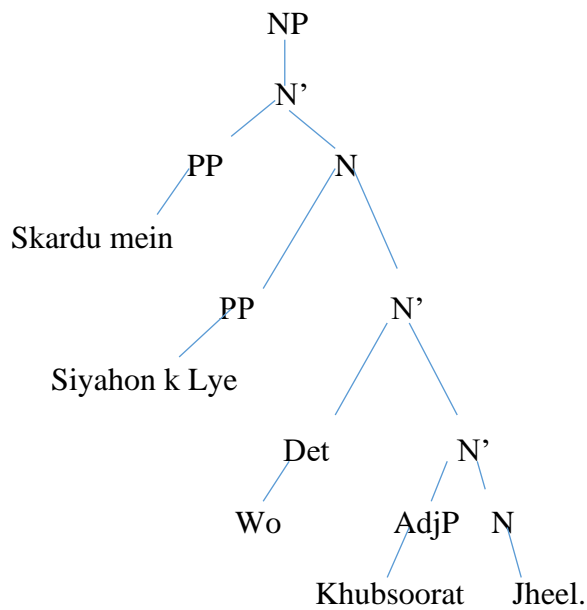 NP
N’
PP N
Skardu mein
PP N’
Siyahon k Lye
Det N’
Wo AdjP N
Khubsoorat Jheel.